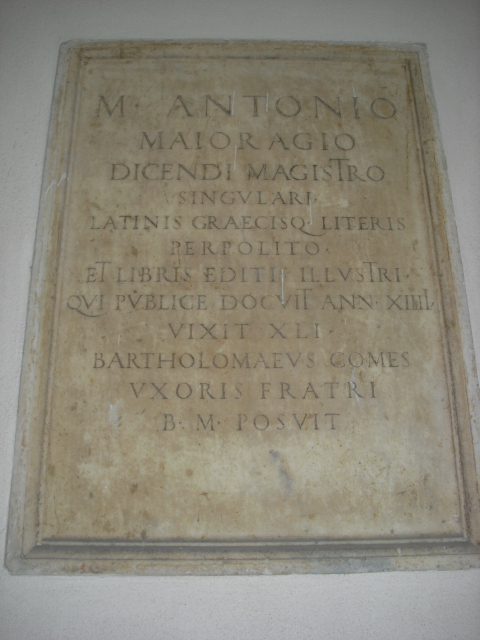 M· ANTONIO
MAIORAGIO
DICENDI MAGISTRO
SINGVLARI·
LATINIS GRAECISQ· LITERIS
PERPOLITO·
ET LIBRIS EDITIS ILLVSTRI·
QVI PVBLICE DOCVIT ANN· XIIII·
VIXIT XLI·
BARTHOLOMAEVS COMES
VXORIS FRATRI
B· M· POSVIT